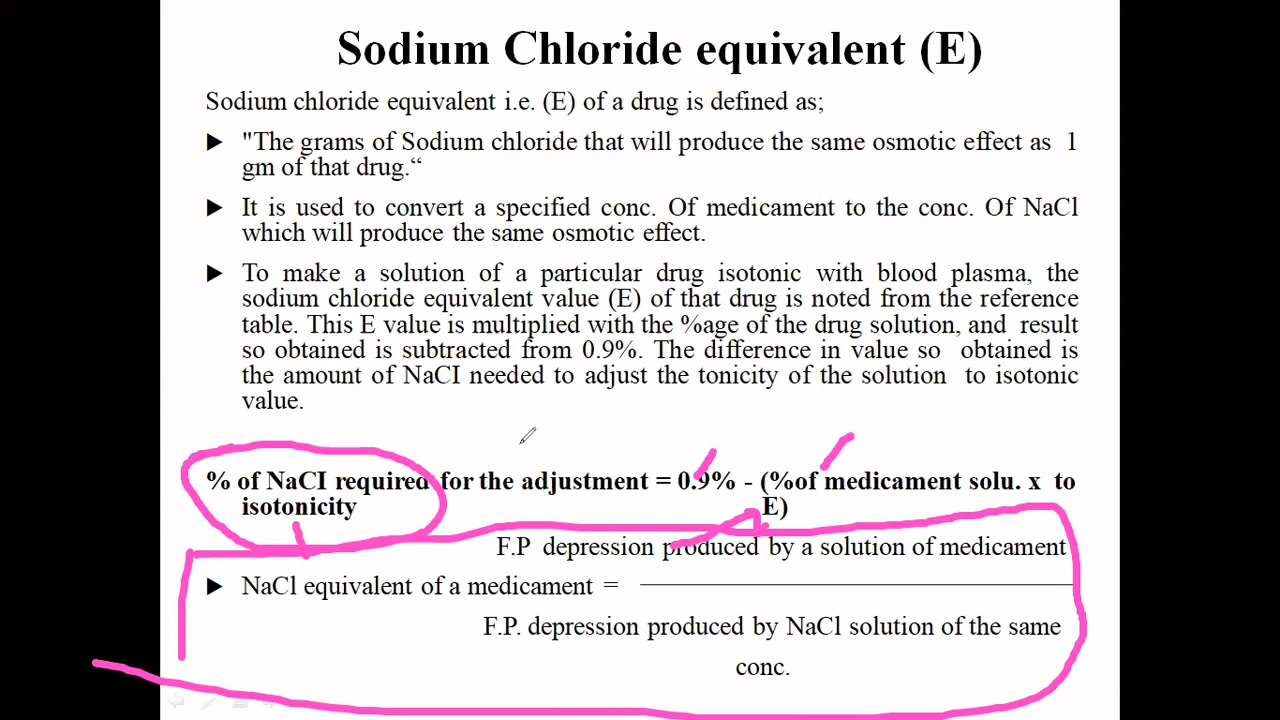 Sodium Chloride equivalent (E)
Sodium chloride equivalent i.e. (E) of a drug is defined as;
"The grams of Sodium chloride that will produce the same osmotic effect as 1
gm of that drug.“
It is used to convert a specified conc. Of medicament to the conc. Of NaCl
which will produce the same osmotic effect.
To make a solution of a particular drug isotonic with blood plasma, the
sodium chloride equivalent value (E) of that drug is noted from the reference
table. This E value is multiplied with the %age of the drug solution, and result
so obtained is subtracted from 0.9%. The difference in value so obtained is
the amount of NaCI needed to adjust the tonicity of the solution to isotonic
value.
% of NaCI required for the adjustment = 0.9% - (%of medicament solu. x to
isotonicity E)
F.P depression produced by a solution of medicament
NaCl equivalent of a medicament =
F.P. depression produced by NaCl solution of the same
conc.